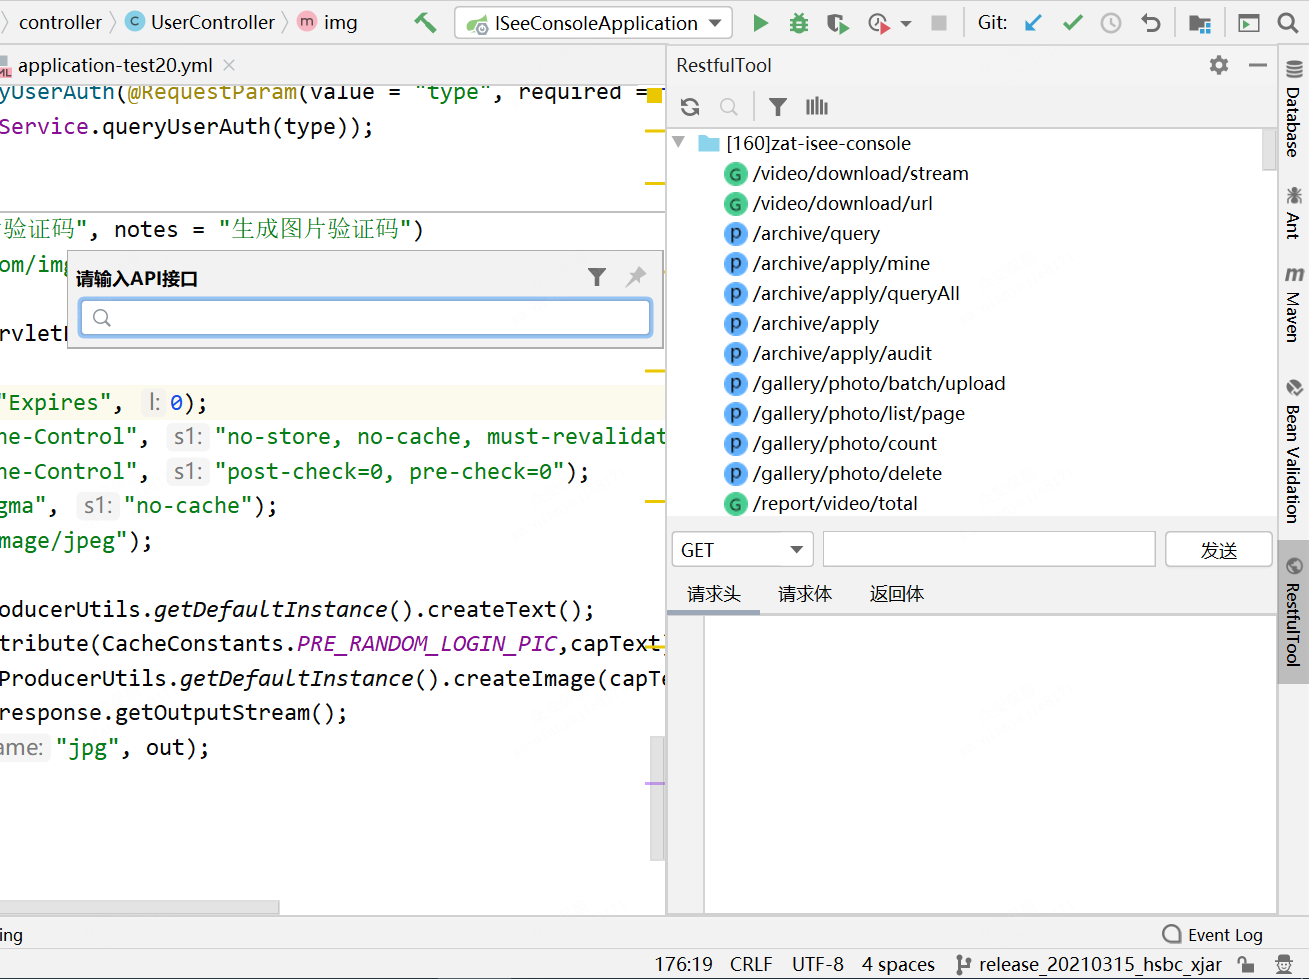 controller
UserController
img
ISeeConsoleApplication
Git:
application-test20.yml
yUserAuth(@RequestParam(value = "type", required =
Service.queryUserAuth(type));
验证码", notes = "生成图片验证码")
om/img
rvletR
"Expires", l: 0);
he-Control", s1: "no-store, no-cache, must-revalidat
he-Control", s1: "post-check=0, pre-check=0");
gma", s1: "no-cache");
mage/jpeg");
oducerUtils.getDefaultInstance().createText();
tribute(CacheConstants.PRE_RANDOM_LOGIN_PIC,capText)
ProducerUtils.getDefaultInstance().createImage(capTe
response.getOutputStream();
ame: "jpg", out);
请输入API接口
RestfulTool
[160]zat-isee-console
G /video/download/stream
G /video/download/url
P /archive/query
P /archive/apply/mine
P /archive/apply/queryAll
P /archive/apply
P /archive/apply/audit
P /gallery/photo/batch/upload
P /gallery/photo/list/page
P /gallery/photo/count
P /gallery/photo/delete
G /report/video/total
GET
发送
请求头 请求体 返回体
Database
Ant
Maven
Bean Validation
RestfulTool
ing
Event Log
176:19 CRLF UTF-8 4 spaces release_20210315_hsbc_xjar